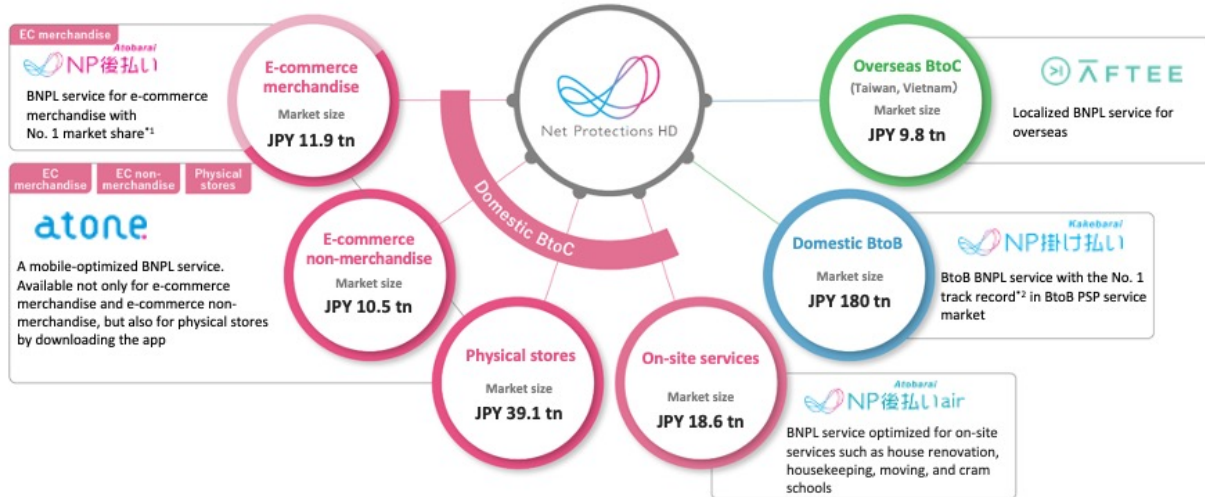 EC merchandise
Atobarai
NP後払い
BNPL service for e-commerce
merchandise with
No. 1 market share*1
E-commerce
merchandise
Market size
JPY 11.9 tn
Net Protections HD
Domestic BtoC
Overseas BtoC
(Taiwan, Vietnam)
Market size
JPY 9.8 tn
AFTEE
Localized BNPL service for
overseas
EC
merchandise
EC non-
merchandise
Physical
stores
atone
A mobile-optimized BNPL service.
Available not only for e-commerce
merchandise and e-commerce non-
merchandise, but also for physical stores
by downloading the app
E-commerce
non-merchandise
Market size
JPY 10.5 tn
Physical stores
Market size
JPY 39.1 tn
On-site services
Market size
JPY 18.6 tn
Atobarai
NP後払いair
BNPL service optimized for on-site
services such as house renovation,
housekeeping, moving, and cram
schools
Domestic BtoB
Market size
JPY 180 tn
Kakebarai
NP掛け払い
BtoB BNPL service with the No. 1
track record*2 in BtoB PSP service
market